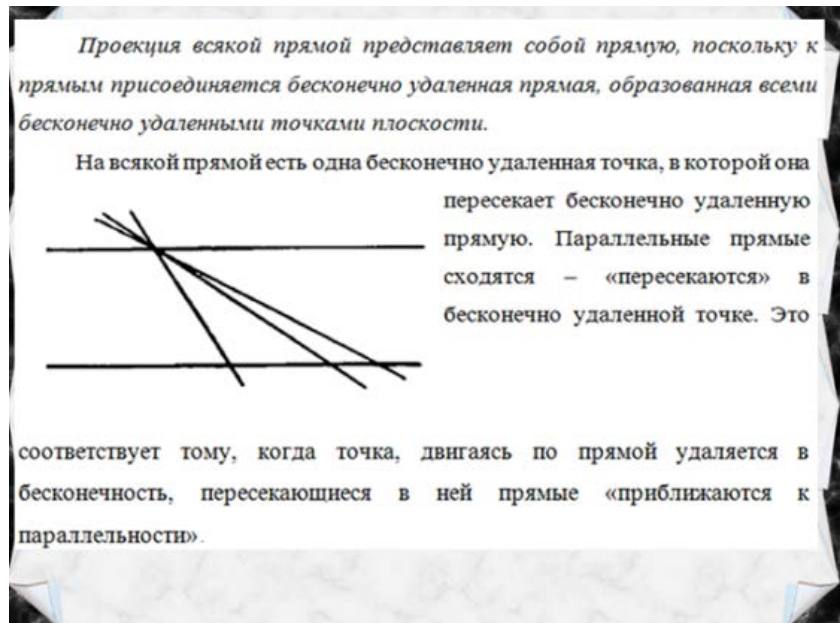 Проекция всякой прямой представляет собой прямую, поскольку к
прямым присоединяется бесконечно удаленная прямая, образованная всеми
бесконечно удаленными точками плоскости.
На всякой прямой есть одна бесконечно удаленная точка, в которой она
пересекает бесконечно удаленную
прямую. Параллельные прямые
сходятся – «пересекаются» в
бесконечно удаленной точке. Это
соответствует тому, когда точка, двигаясь по прямой удаляется в
бесконечность, пересекающиеся в ней прямые «приближаются к
параллельности».